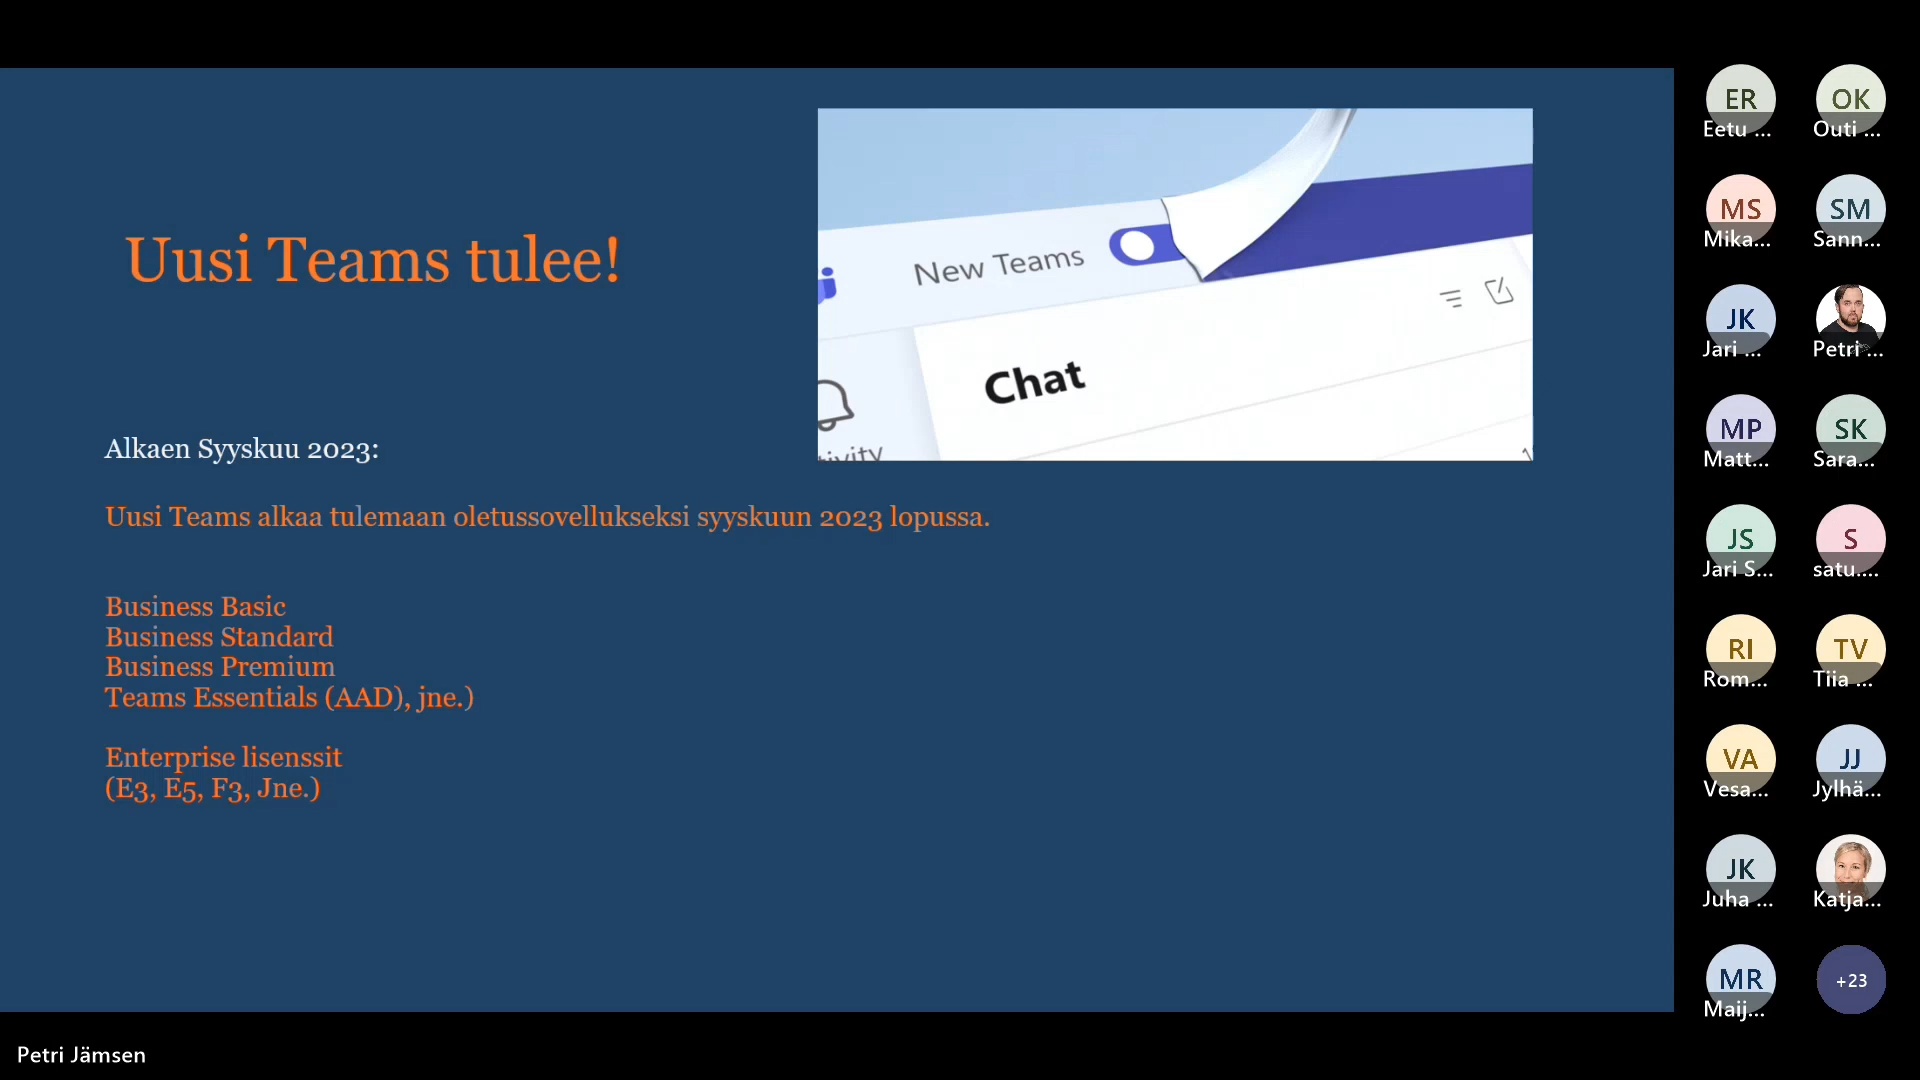 Uusi Teams tulee!
New Teams
Chat
Alkaen Syyskuu 2023:
Uusi Teams alkaa tulemaan oletussovellukseksi syyskuun 2023 lopussa.
Business Basic
Business Standard
Business Premium
Teams Essentials (AAD), jne.)
Enterprise lisenssit
(E3, E5, F3, Jne.)
ER
Eetu ...
OK
Outi ...
MS
Mika...
SM
Sann...
JK
Jari ...
Petri ...
MP
Matt...
SK
Sara...
JS
Jari S...
S
satu....
RI
Rom...
TV
Tiia ...
VA
Vesa...
JJ
Jylhä...
JK
Juha ...
Katja...
MR
Maij...
+23
Petri Jämsen